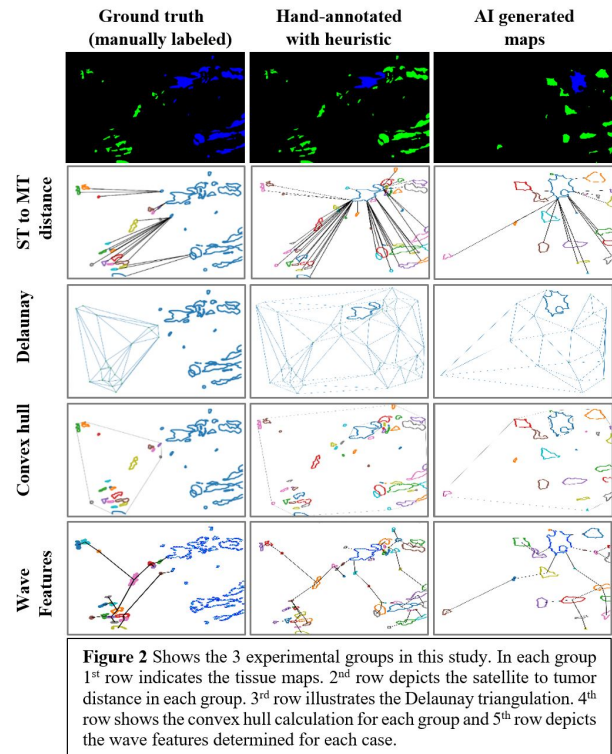 Ground truth
(manually labeled)
Hand-annotated
with heuristic
AI generated
maps
ST to MT
distance
Delaunay
Convex hull
Wave
Features
Figure 2 Shows the 3 experimental groups in this study. In each group
1st row indicates the tissue maps. 2nd row depicts the satellite to tumor
distance in each group. 3rd row illustrates the Delaunay triangulation. 4th
row shows the convex hull calculation for each group and 5th row depicts
the wave features determined for each case.